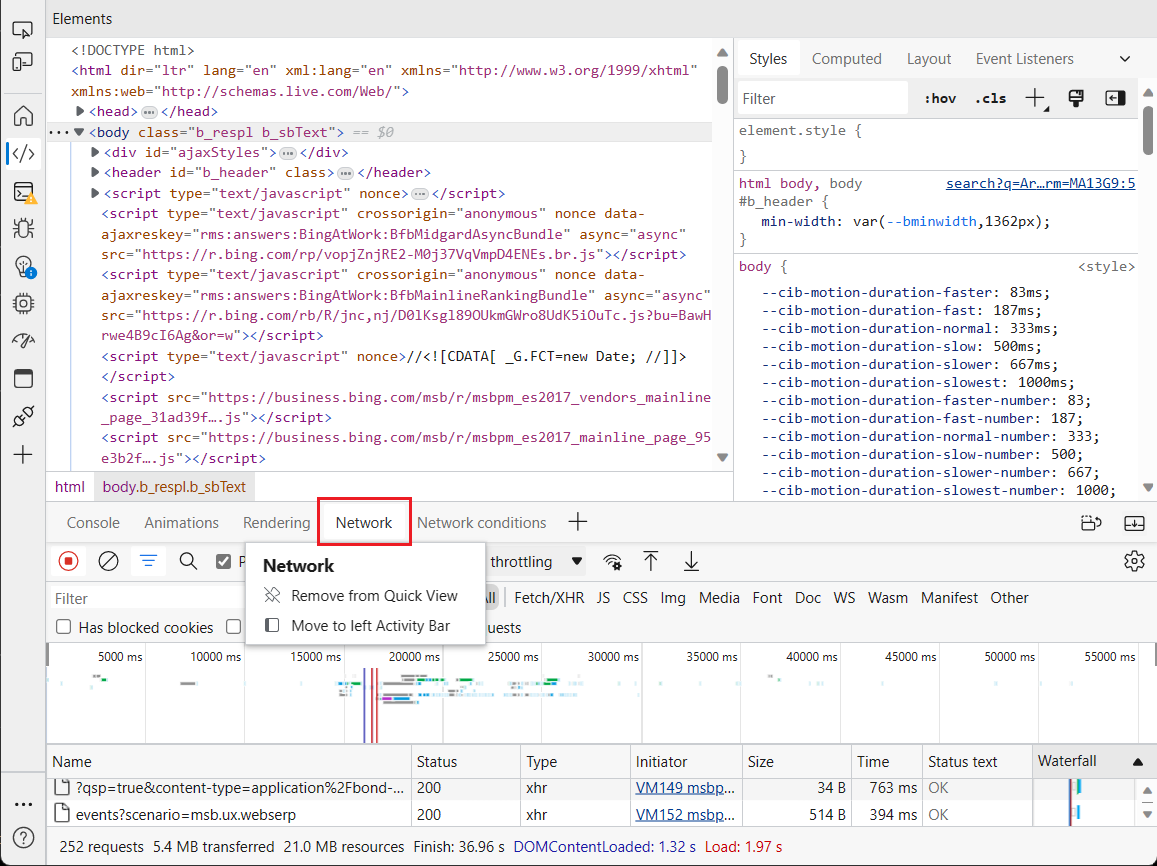 Elements
<!DOCTYPE html>
<html dir="ltr" lang="en" xml:lang="en" xmlns="http://www.w3.org/1999/xhtml"
xmlns:web="http://schemas.live.com/Web/">
<head> … </head>
<body class="b_respl b_sbText"> == $0
<div id="ajaxStyles"> … </div>
<header id="b_header" class> … </header>
<script type="text/javascript" nonce> … </script>
<script type="text/javascript" crossorigin="anonymous" nonce data-
ajaxreskey="rms:answers:BingAtWork:BfbMidgardAsyncBundle" async="async"
src="https://r.bing.com/rp/vopjZnjRE2-M0j37VqVmpD4ENEs.br.js"></script>
<script type="text/javascript" crossorigin="anonymous" nonce data-
ajaxreskey="rms:answers:BingAtWork:BfbMainlineRankingBundle" async="async"
src="https://r.bing.com/rb/R/jnc,nj/D0lKsgl89OUkmGWro8UdK5iOuTc.js?bu=BawH
rwe4B9cI6Ag&or=w"></script>
<script type="text/javascript" nonce>//<![CDATA[ _G.FCT=new Date; //]]>
</script>
<script src="https://business.bing.com/msb/r/msbpm_es2017_vendors_mainline
_page_31ad39f….js"></script>
<script src="https://business.bing.com/msb/r/msbpm_es2017_mainline_page_95
e3b2f….js"></script>
html body.b_respl.b_sbText
Styles Computed Layout Event Listeners
Filter :hov .cls
element.style {
}
html body, body search?q=Ar…rm=MA13G9:5
#b_header {
min-width: var(--bminwidth,1362px);
}
body { <style>
--cib-motion-duration-faster: 83ms;
--cib-motion-duration-fast: 187ms;
--cib-motion-duration-normal: 333ms;
--cib-motion-duration-slow: 500ms;
--cib-motion-duration-slower: 667ms;
--cib-motion-duration-slowest: 1000ms;
--cib-motion-duration-faster-number: 83;
--cib-motion-duration-fast-number: 187;
--cib-motion-duration-normal-number: 333;
--cib-motion-duration-slow-number: 500;
--cib-motion-duration-slower-number: 667;
--cib-motion-duration-slowest-number: 1000;
Console Animations Rendering Network Network conditions
throttling
Network
Remove from Quick View
Move to left Activity Bar
Filter Fetch/XHR JS CSS Img Media Font Doc WS Wasm Manifest Other
Has blocked cookies
5000 ms 10000 ms 15000 ms 20000 ms 25000 ms 30000 ms 35000 ms 40000 ms 45000 ms 50000 ms 55000 ms
Name Status Type Initiator Size Time Status text Waterfall
?qsp=true&content-type=application%2Fbond-... 200 xhr VM149 msbp... 34 B 763 ms OK
events?scenario=msb.ux.webserp 200 xhr VM152 msbp... 514 B 394 ms OK
252 requests 5.4 MB transferred 21.0 MB resources Finish: 36.96 s DOMContentLoaded: 1.32 s Load: 1.97 s